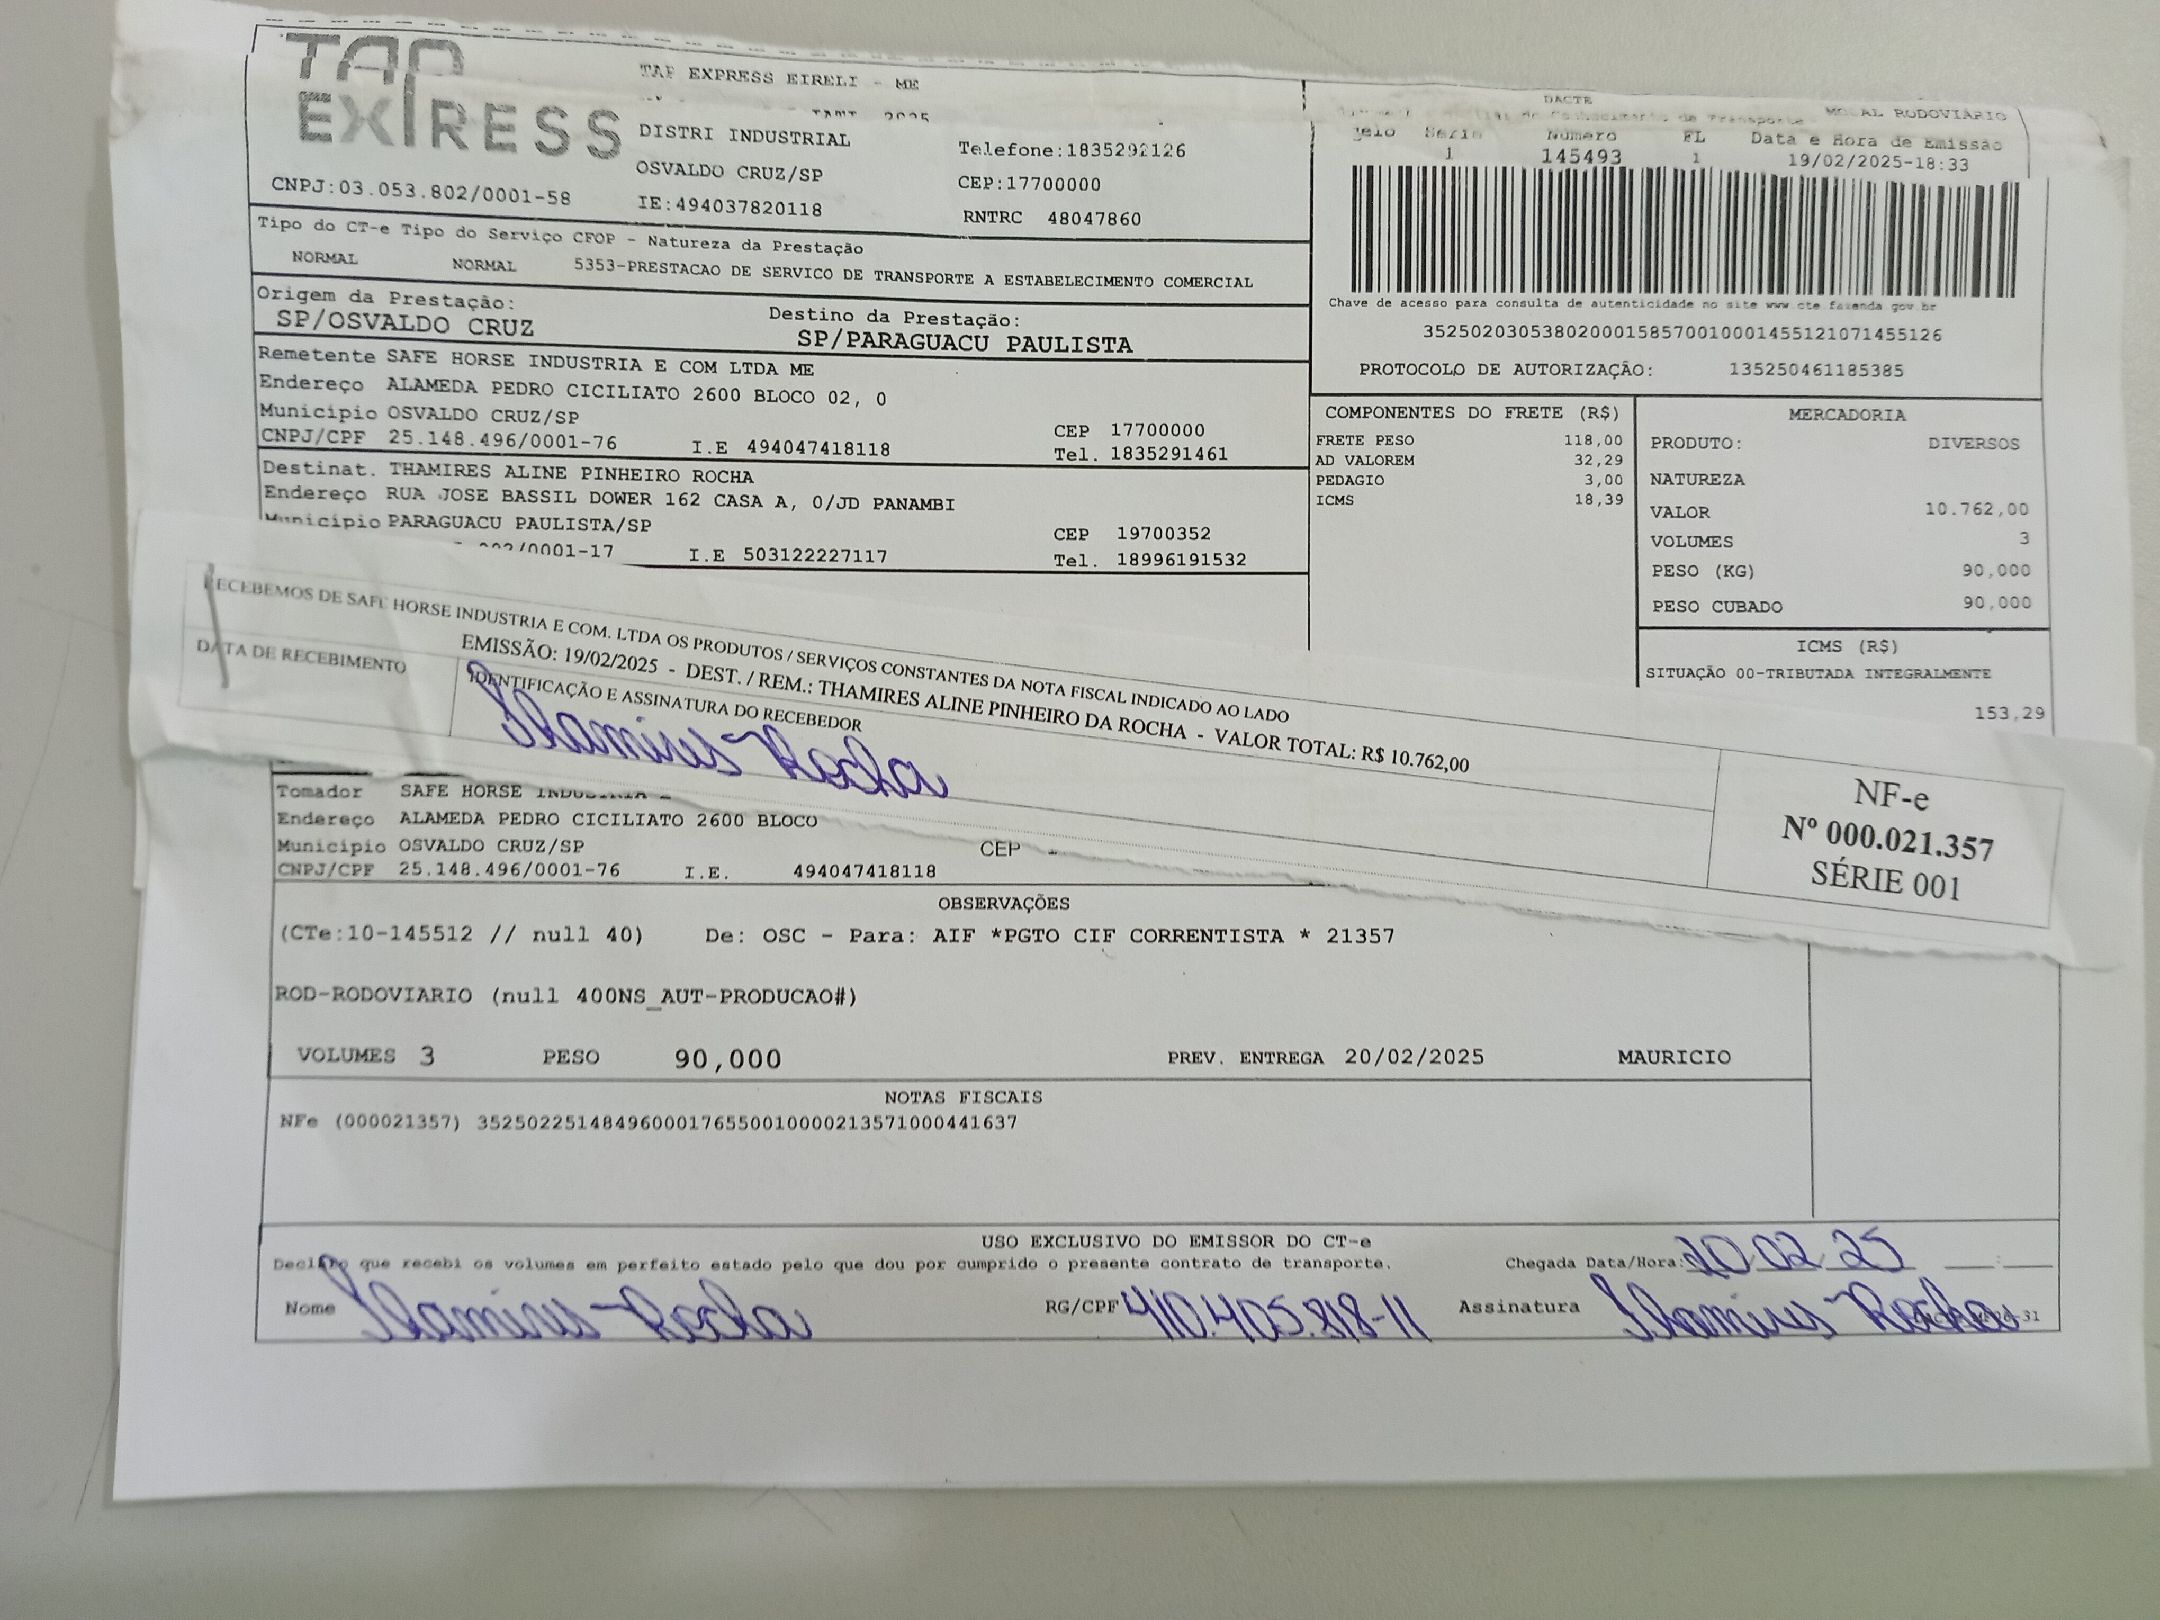 TAP EXPRESS
TAP EXPRESS EIRELI - ME
DISTRI INDUSTRIAL
Telefone:1835292126
OSVALDO CRUZ/SP
CEP:17700000
CNPJ:03.053.802/0001-58
IE:494037820118
RNTRC 48047860
Tipo do CT-e Tipo do Serviço CFOP - Natureza da Prestação
NORMAL NORMAL 5353-PRESTACAO DE SERVICO DE TRANSPORTE A ESTABELECIMENTO COMERCIAL
Origem da Prestação:
SP/OSVALDO CRUZ
Destino da Prestação:
SP/PARAGUACU PAULISTA
Remetente SAFE HORSE INDUSTRIA E COM LTDA ME
Endereço ALAMEDA PEDRO CICILIATO 2600 BLOCO 02, 0
Município OSVALDO CRUZ/SP
CEP 17700000
CNPJ/CPF 25.148.496/0001-76 I.E 494047418118
Tel. 1835291461
Destinat. THAMIRES ALINE PINHEIRO ROCHA
Endereço RUA JOSE BASSIL DOWER 162 CASA A, 0/JD PANAMBI
Município PARAGUACU PAULISTA/SP
CEP 19700352
/0001-17 I.E 503122227117
Tel. 18996191532
DACTE
MODAL RODOVIÁRIO
Série Número FL Data e Hora de Emissão
1 145493 1 19/02/2025-18:33
Chave de acesso para consulta de autenticidade no site www cte fazenda gov br
35250203053802000158570010001455121071455126
PROTOCOLO DE AUTORIZAÇÃO: 135250461185385
COMPONENTES DO FRETE (R$)
FRETE PESO 118,00
AD VALOREM 32,29
PEDAGIO 3,00
ICMS 18,39
MERCADORIA
PRODUTO: DIVERSOS
NATUREZA
VALOR 10.762,00
VOLUMES 3
PESO (KG) 90,000
PESO CUBADO 90,000
ICMS (R$)
SITUAÇÃO 00-TRIBUTADA INTEGRALMENTE
153,29
RECEBEMOS DE SAFE HORSE INDUSTRIA E COM. LTDA OS PRODUTOS / SERVIÇOS CONSTANTES DA NOTA FISCAL INDICADO AO LADO
EMISSÃO: 19/02/2025 - DEST. / REM.: THAMIRES ALINE PINHEIRO DA ROCHA - VALOR TOTAL: R$ 10.762,00
DATA DE RECEBIMENTO
IDENTIFICAÇÃO E ASSINATURA DO RECEBEDOR
Thamires Rocha
NF-e
Nº 000.021.357
SÉRIE 001
Tomador SAFE HORSE INDUSTRIA E
Endereço ALAMEDA PEDRO CICILIATO 2600 BLOCO
Município OSVALDO CRUZ/SP
CEP
CNPJ/CPF 25.148.496/0001-76 I.E. 494047418118
OBSERVAÇÕES
(CTe:10-145512 // null 40) De: OSC - Para: AIF *PGTO CIF CORRENTISTA * 21357
ROD-RODOVIARIO (null 400NS_AUT-PRODUCAO#)
VOLUMES 3 PESO 90,000 PREV. ENTREGA 20/02/2025 MAURICIO
NOTAS FISCAIS
NFe (000021357) 35250225148496000176550010000213571000441637
USO EXCLUSIVO DO EMISSOR DO CT-e
Declaro que recebi os volumes em perfeito estado pelo que dou por cumprido o presente contrato de transporte.
Chegada Data/Hora: 20 02 25
Nome Thamires Rocha
RG/CPF 410.405.818-11
Assinatura Thamires Rocha